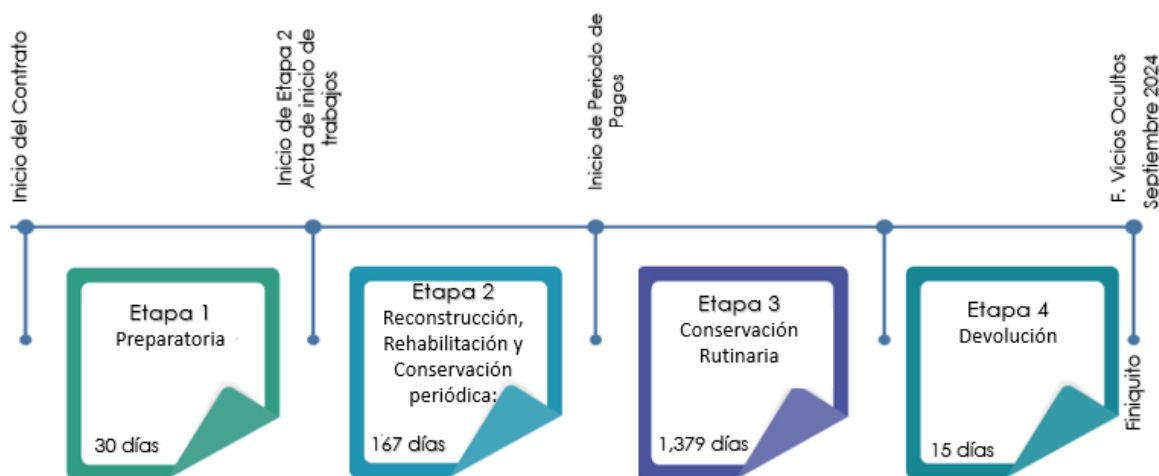 Inicio del Contrato
Inicio de Etapa 2
Acta de inicio de
trabajos
Inicio de Periodo de
Pagos
F. Vicios Ocultos
Septiembre 2024
Etapa 1
Preparatoria
30 días
Etapa 2
Reconstrucción,
Rehabilitación y
Conservación
periódica:
167 días
Etapa 3
Conservación
Rutinaria
1,379 días
Etapa 4
Devolución
15 días
Finiquito